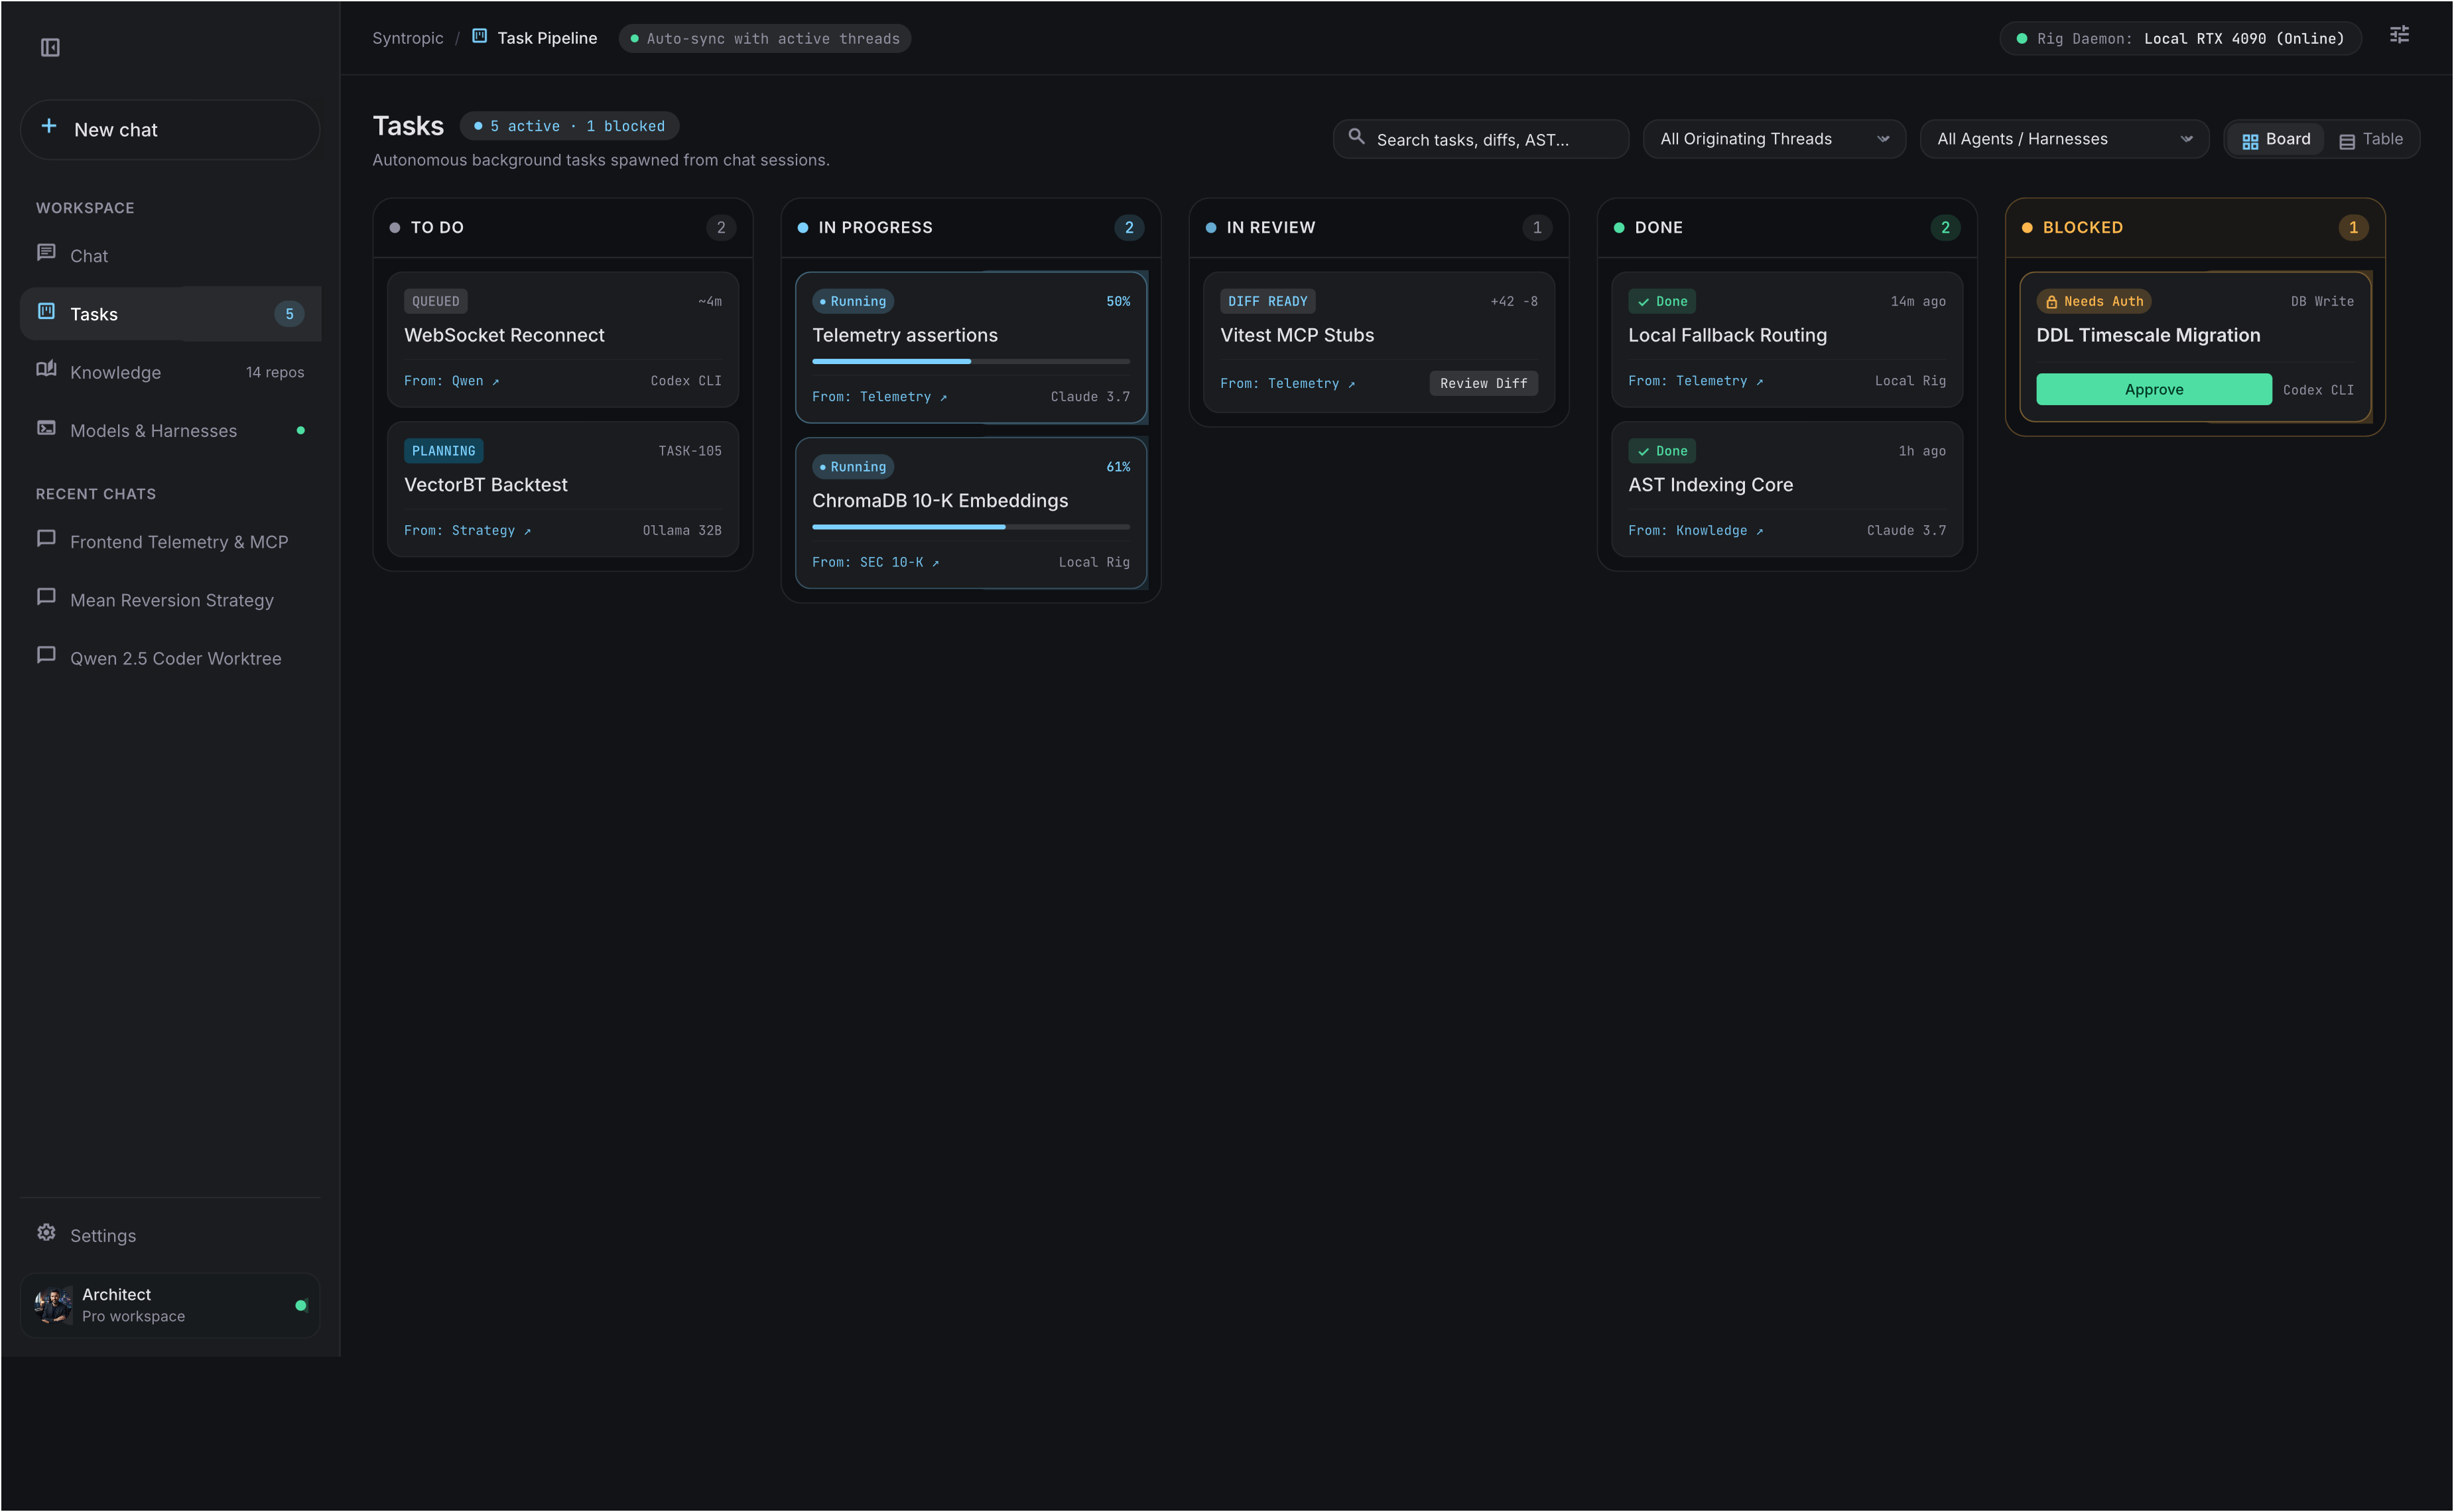 Syntropic / Task Pipeline
Auto-sync with active threads
Rig Daemon: Local RTX 4090 (Online)
New chat
WORKSPACE
Chat
Tasks 5
Knowledge 14 repos
Models & Harnesses
RECENT CHATS
Frontend Telemetry & MCP
Mean Reversion Strategy
Qwen 2.5 Coder Worktree
Settings
Architect
Pro workspace
Tasks
5 active · 1 blocked
Autonomous background tasks spawned from chat sessions.
Search tasks, diffs, AST...
All Originating Threads
All Agents / Harnesses
Board
Table
TO DO 2
QUEUED ~4m
WebSocket Reconnect
From: Qwen ↗ Codex CLI
PLANNING TASK-105
VectorBT Backtest
From: Strategy ↗ Ollama 32B
IN PROGRESS 2
Running 50%
Telemetry assertions
From: Telemetry ↗ Claude 3.7
Running 61%
ChromaDB 10-K Embeddings
From: SEC 10-K ↗ Local Rig
IN REVIEW 1
DIFF READY +42 -8
Vitest MCP Stubs
From: Telemetry ↗ Review Diff
DONE 2
Done 14m ago
Local Fallback Routing
From: Telemetry ↗ Local Rig
Done 1h ago
AST Indexing Core
From: Knowledge ↗ Claude 3.7
BLOCKED 1
Needs Auth DB Write
DDL Timescale Migration
Approve Codex CLI